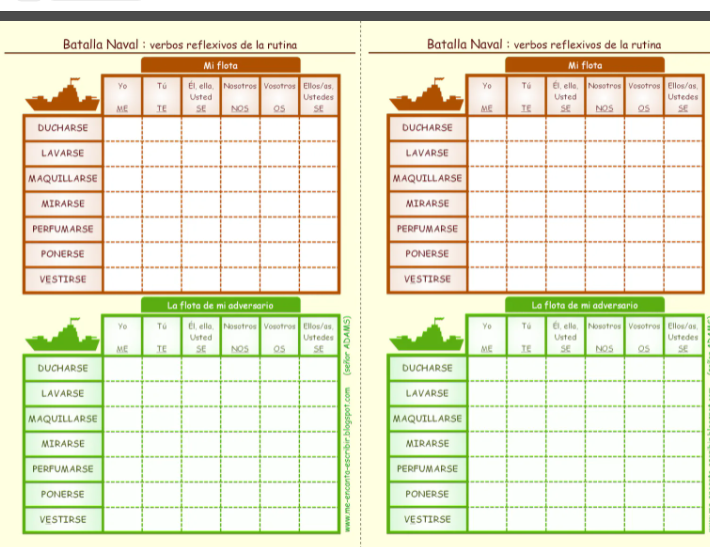 Batalla Naval : verbos reflexivos de la rutina
Mi flota
Yo Tú Él, ella, Nosotros Vosotros Ellos/as,
Usted Ustedes
ME TE SE NOS OS SE
DUCHARSE
LAVARSE
MAQUILLARSE
MIRARSE
PERFUMARSE
PONERSE
VESTIRSE
La flota de mi adversario
Yo Tú Él, ella, Nosotros Vosotros Ellos/as,
Usted Ustedes
ME TE SE NOS OS SE
DUCHARSE
LAVARSE
MAQUILLARSE
MIRARSE
PERFUMARSE
PONERSE
VESTIRSE
www.me-encanta-escribir.blogspot.com (señor ADAMS)
Batalla Naval : verbos reflexivos de la rutina
Mi flota
Yo Tú Él, ella, Nosotros Vosotros Ellos/as,
Usted Ustedes
ME TE SE NOS OS SE
DUCHARSE
LAVARSE
MAQUILLARSE
MIRARSE
PERFUMARSE
PONERSE
VESTIRSE
La flota de mi adversario
Yo Tú Él, ella, Nosotros Vosotros Ellos/as,
Usted Ustedes
ME TE SE NOS OS SE
DUCHARSE
LAVARSE
MAQUILLARSE
MIRARSE
PERFUMARSE
PONERSE
VESTIRSE